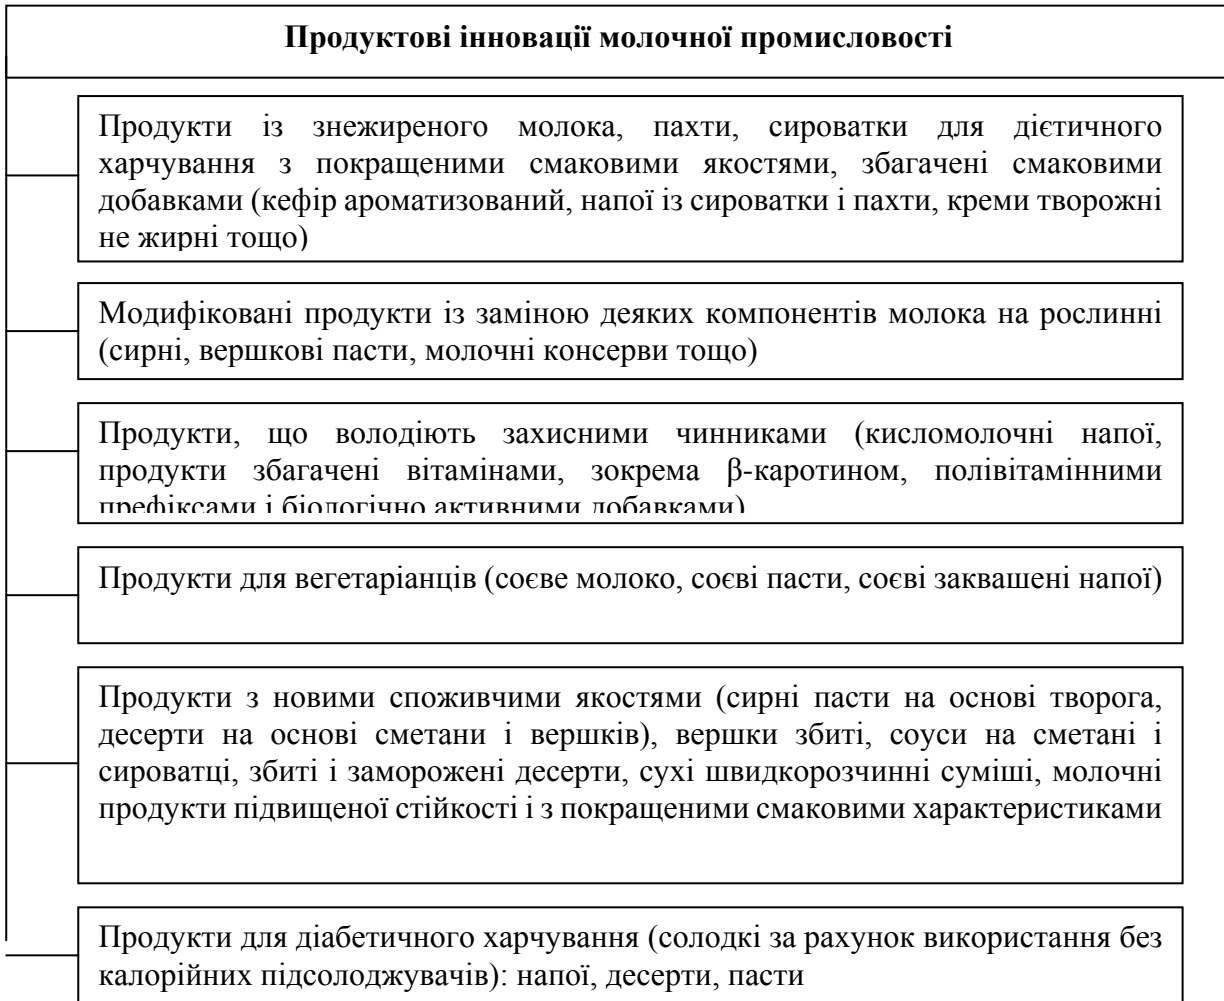 Продуктові інновації молочної промисловості
Продукти із знежиреного молока, пахти, сироватки для дієтичного
харчування з покращеними смаковими якостями, збагачені смаковими
добавками (кефір ароматизований, напої із сироватки і пахти, креми творожні
не жирні тощо)
Модифіковані продукти із заміною деяких компонентів молока на рослинні
(сирні, вершкові пасти, молочні консерви тощо)
Продукти, що володіють захисними чинниками (кисломолочні напої,
продукти збагачені вітамінами, зокрема β-каротином, полівітамінними
префіксами і біологічно активними добавками)
Продукти для вегетаріанців (соєве молоко, соєві пасти, соєві заквашені напої)
Продукти з новими споживчими якостями (сирні пасти на основі творога,
десерти на основі сметани і вершків), вершки збиті, соуси на сметані і
сироватці, збиті і заморожені десерти, сухі швидкорозчинні суміші, молочні
продукти підвищеної стійкості і з покращеними смаковими характеристиками
Продукти для діабетичного харчування (солодкі за рахунок використання без
калорійних підсолоджувачів): напої, десерти, пасти